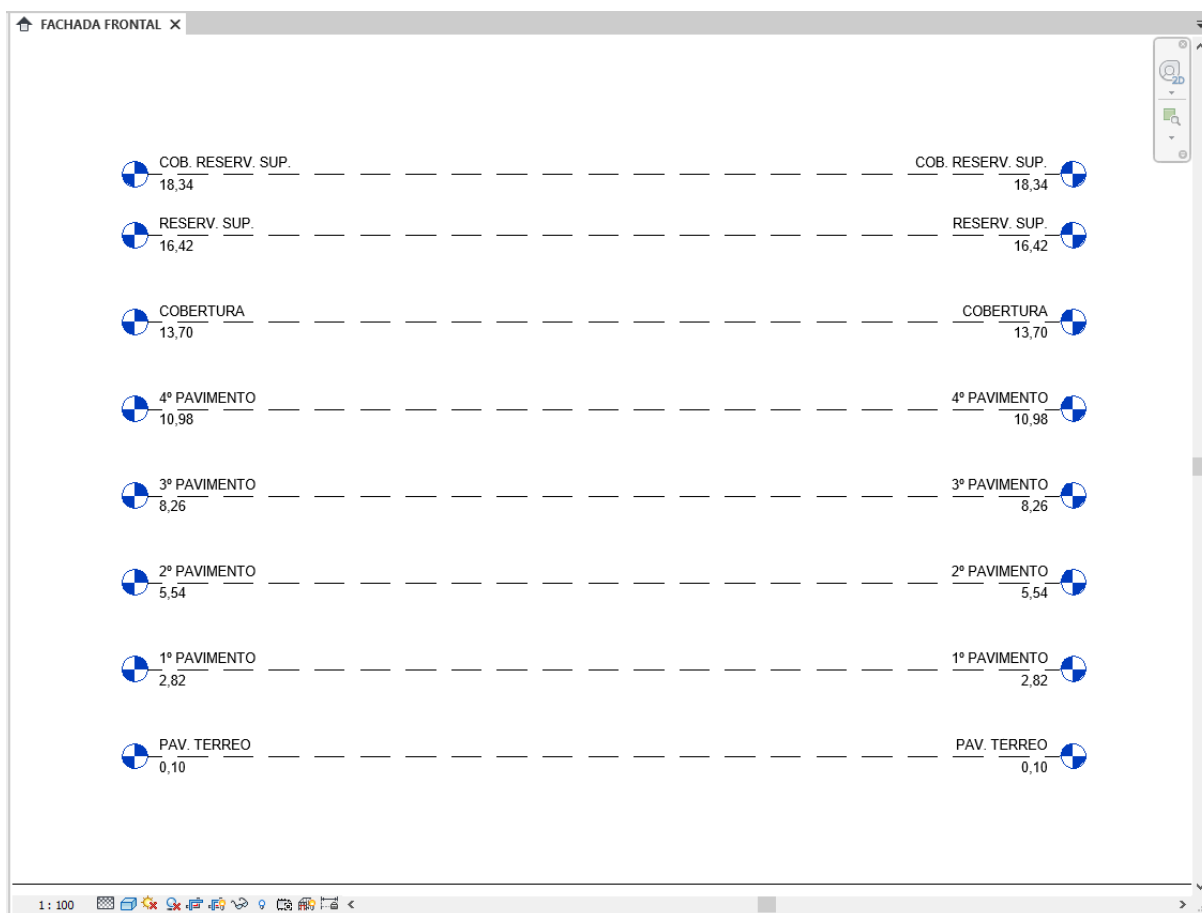 FACHADA FRONTAL
2D
COB. RESERV. SUP. COB. RESERV. SUP.
18,34 18,34
RESERV. SUP. RESERV. SUP.
16,42 16,42
COBERTURA COBERTURA
13,70 13,70
4º PAVIMENTO 4º PAVIMENTO
10,98 10,98
3º PAVIMENTO 3º PAVIMENTO
8,26 8,26
2º PAVIMENTO 2º PAVIMENTO
5,54 5,54
1º PAVIMENTO 1º PAVIMENTO
2,82 2,82
PAV. TERREO PAV. TERREO
0,10 0,10
1 : 100